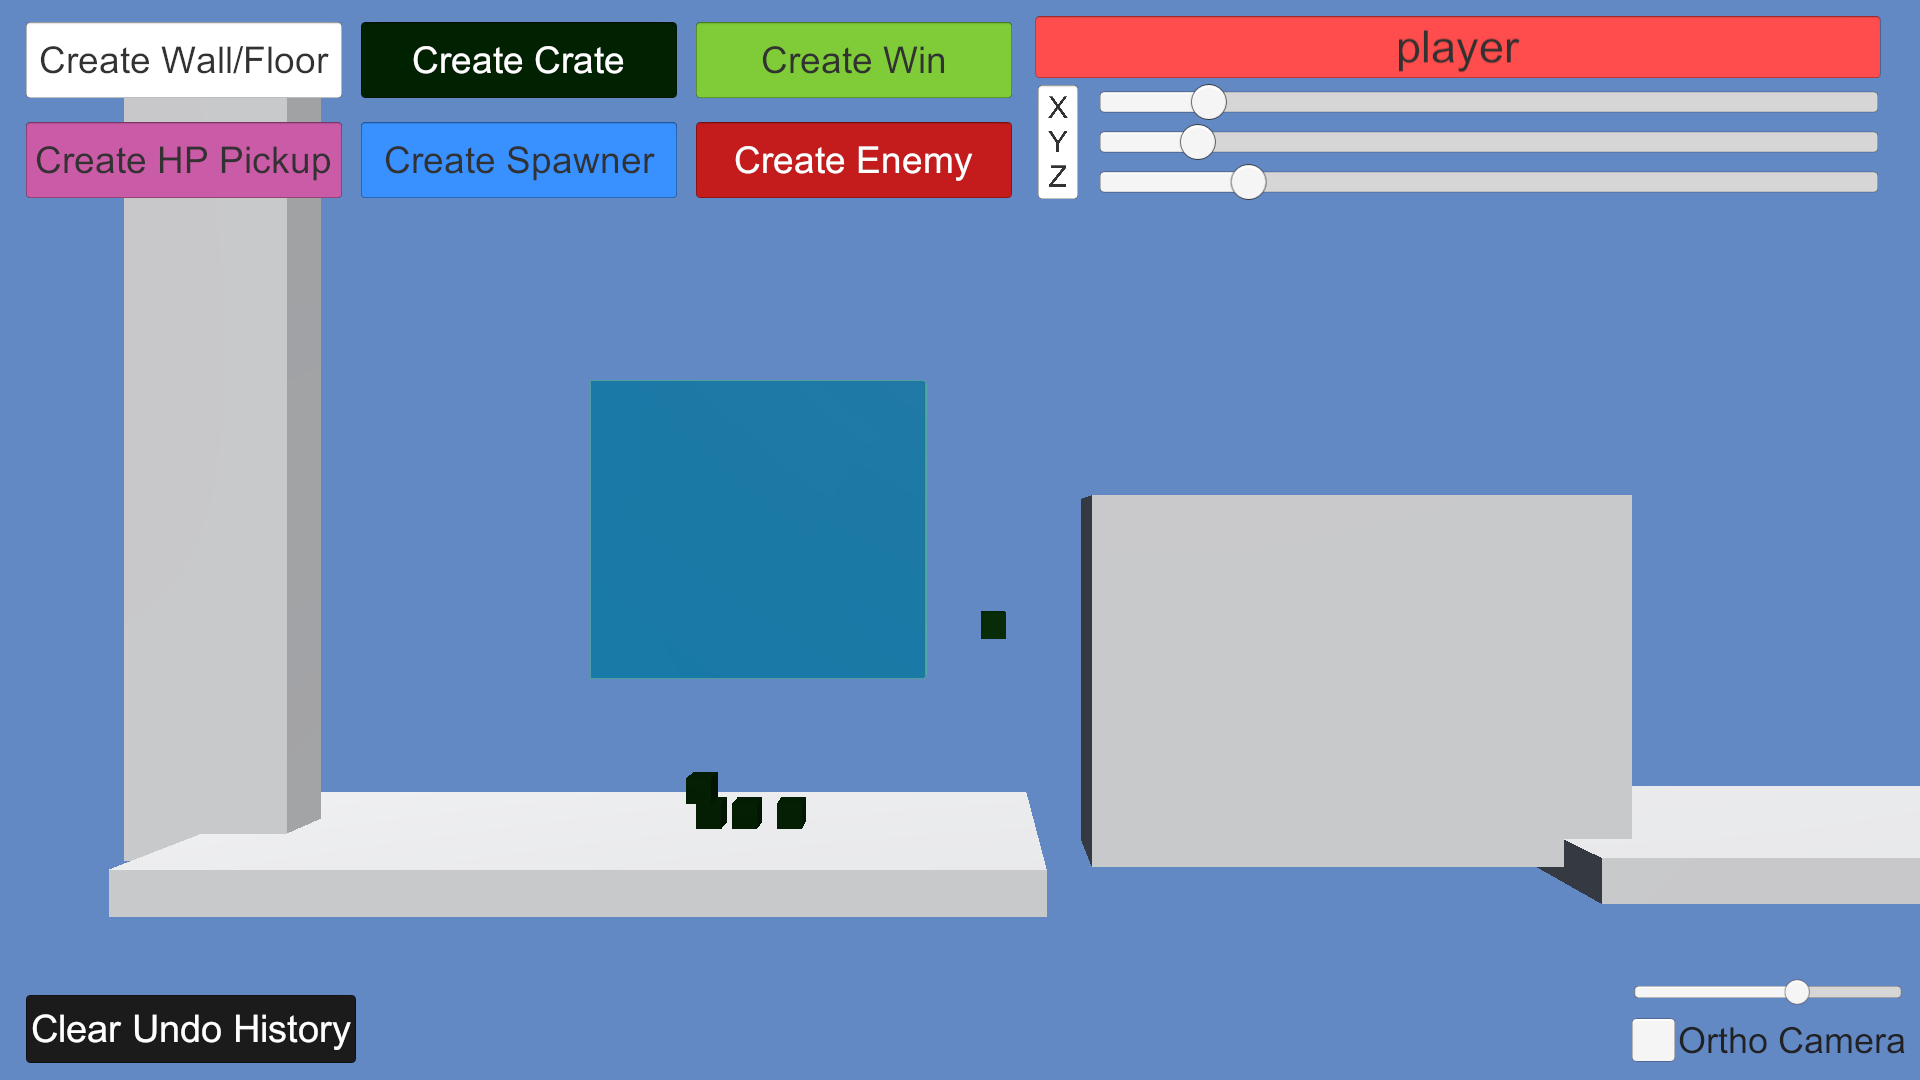 Create Wall/Floor
Create Crate
Create Win
player
Create HP Pickup
Create Spawner
Create Enemy
X
Y
Z
Clear Undo History
Ortho Camera